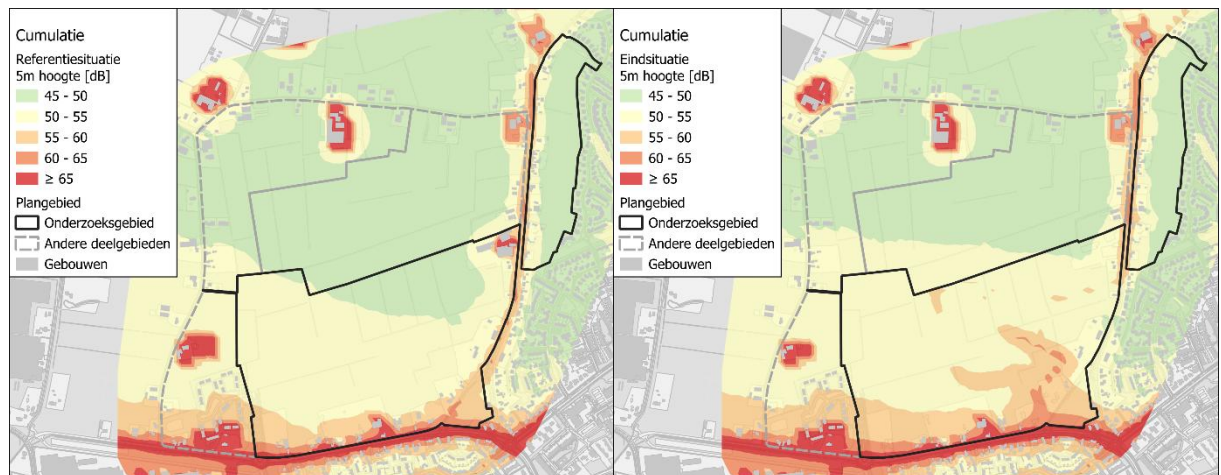 Cumulatie
Referentiesituatie
5m hoogte [dB]
45 - 50
50 - 55
55 - 60
60 - 65
≥ 65
Plangebied
Onderzoeksgebied
Andere deelgebieden
Gebouwen
Cumulatie
Eindsituatie
5m hoogte [dB]
45 - 50
50 - 55
55 - 60
60 - 65
≥ 65
Plangebied
Onderzoeksgebied
Andere deelgebieden
Gebouwen